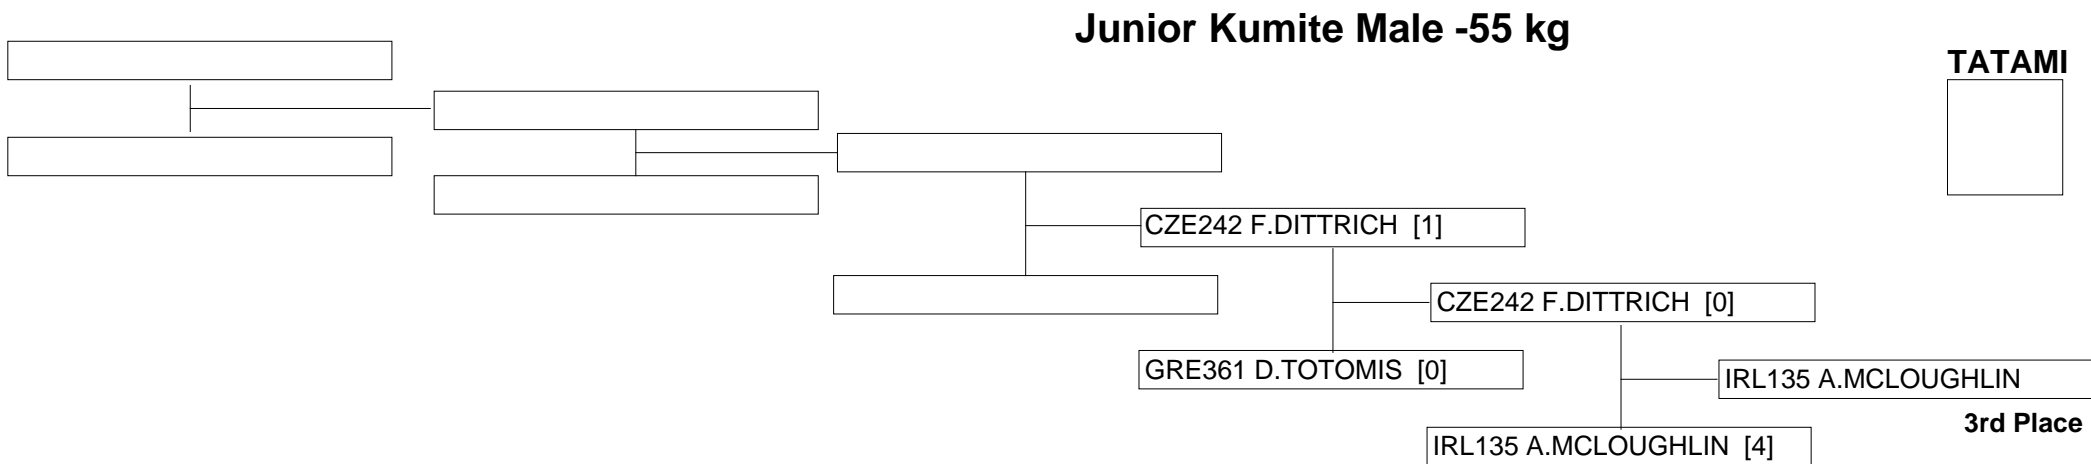 Junior Kumite Male -55 kg
TATAMI
CZE242 F.DITTRICH [1]
CZE242 F.DITTRICH [0]
GRE361 D.TOTOMIS [0]
IRL135 A.MCLOUGHLIN
3rd Place
IRL135 A.MCLOUGHLIN [4]